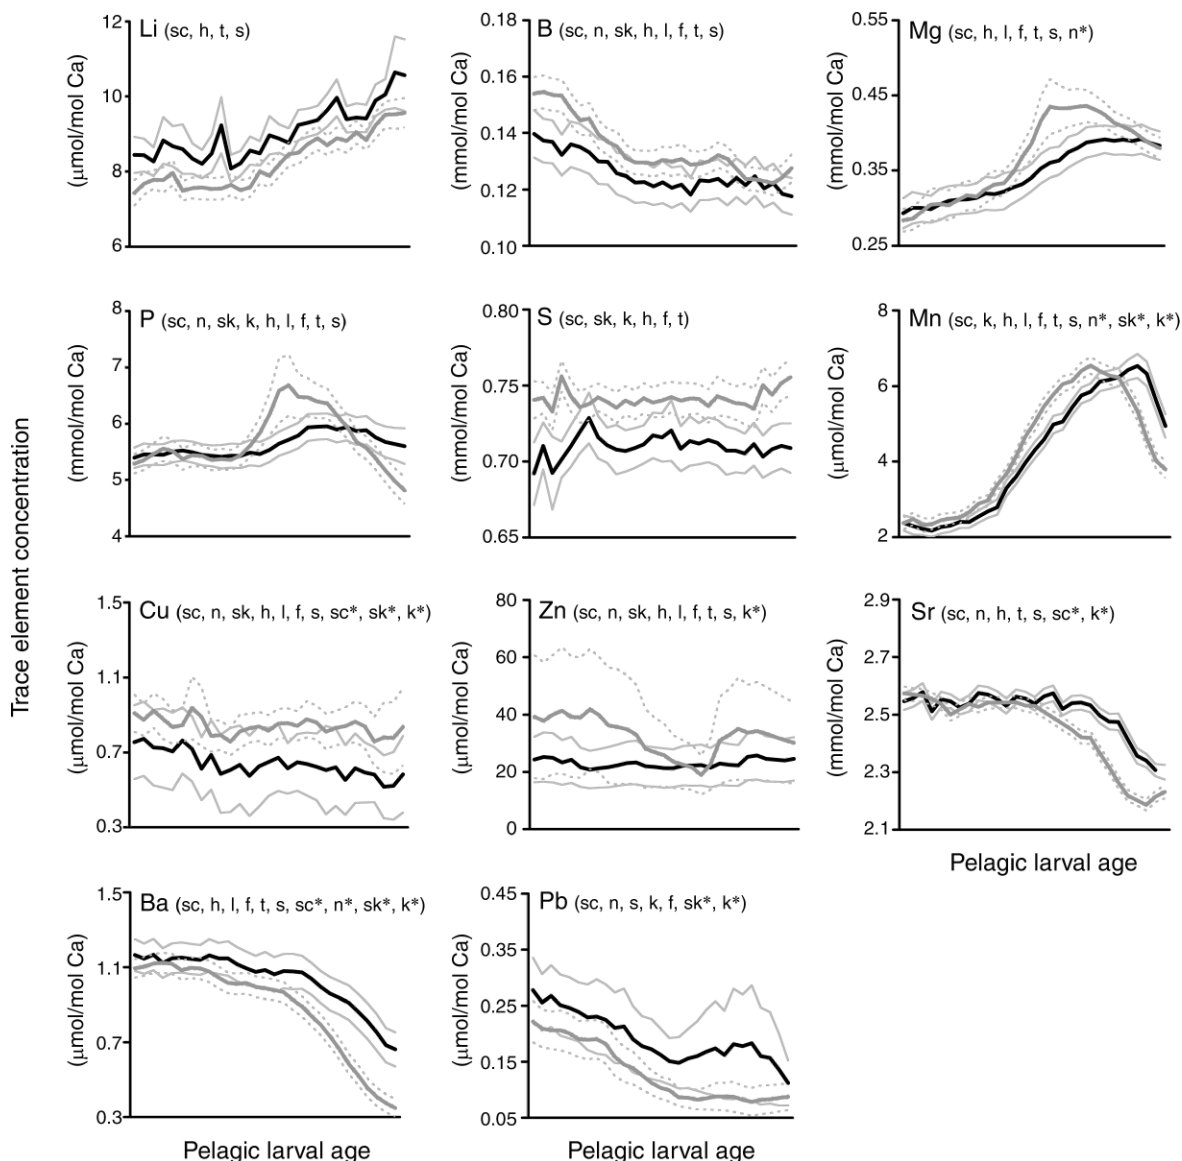 Trace element concentration
Li (sc, h, t, s)
(μmol/mol Ca)
12
10
8
6
B (sc, n, sk, h, l, f, t, s)
(mmol/mol Ca)
0.18
0.16
0.14
0.12
0.10
Mg (sc, h, l, f, t, s, n*)
(mmol/mol Ca)
0.55
0.45
0.35
0.25
P (sc, n, sk, k, h, l, f, t, s)
(mmol/mol Ca)
8
7
6
5
4
S (sc, sk, k, h, f, t)
(mmol/mol Ca)
0.80
0.75
0.70
0.65
Mn (sc, k, h, l, f, t, s, n*, sk*, k*)
(μmol/mol Ca)
8
6
4
2
Cu (sc, n, sk, h, l, f, s, sc*, sk*, k*)
(μmol/mol Ca)
1.5
1.1
0.7
0.3
Zn (sc, n, sk, h, l, f, t, s, k*)
(μmol/mol Ca)
80
60
40
20
0
Sr (sc, n, h, t, s, sc*, k*)
(mmol/mol Ca)
2.9
2.7
2.5
2.3
2.1
Pelagic larval age
Ba (sc, h, l, f, t, s, sc*, n*, sk*, k*)
(μmol/mol Ca)
1.5
1.1
0.7
0.3
Pelagic larval age
Pb (sc, n, s, k, f, sk*, k*)
(μmol/mol Ca)
0.45
0.35
0.25
0.15
0.05
Pelagic larval age